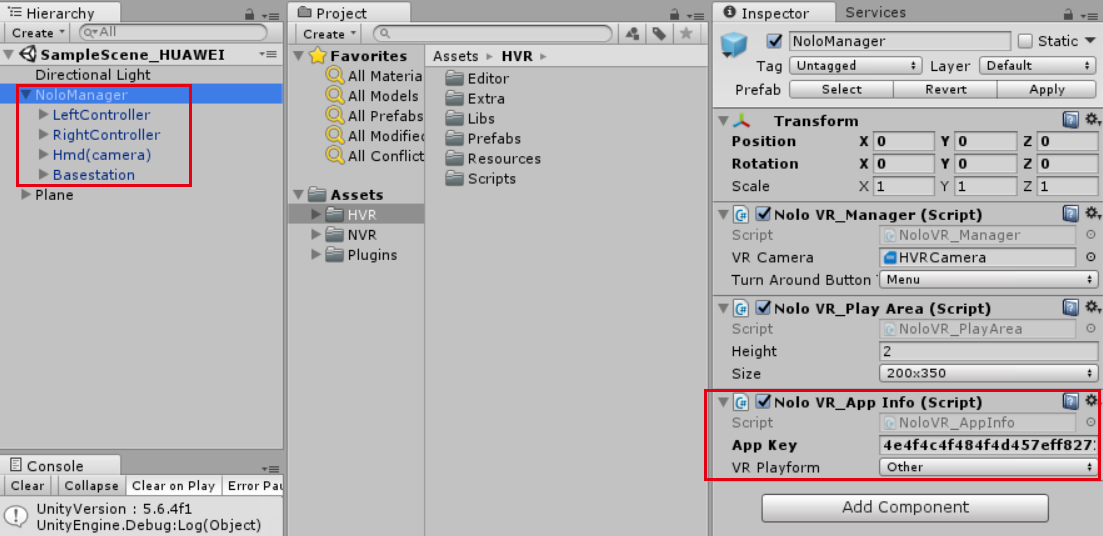 Hierarchy
Create
All
SampleScene_HUAWEI
Directional Light
NoloManager
LeftController
RightController
Hmd(camera)
Basestation
Plane
Console
Clear Collapse Clear on Play Error Pau
UnityVersion : 5.6.4f1
UnityEngine.Debug:Log(Object)
Project
Create
Favorites
All Materia
All Models
All Prefabs
All Modified
All Conflict
Assets
HVR
NVR
Plugins
Assets HVR
Editor
Extra
Libs
Prefabs
Resources
Scripts
Inspector Services
NoloManager Static
Tag Untagged Layer Default
Prefab Select Revert Apply
Transform
Position X 0 Y 0 Z 0
Rotation X 0 Y 0 Z 0
Scale X 1 Y 1 Z 1
Nolo VR_Manager (Script)
Script NoloVR_Manager
VR Camera HVRCamera
Turn Around Button Menu
Nolo VR_Play Area (Script)
Script NoloVR_PlayArea
Height 2
Size 200x350
Nolo VR_App Info (Script)
Script NoloVR_AppInfo
App Key 4e4f4c4f484f4d457eff827
VR Playform Other
Add Component